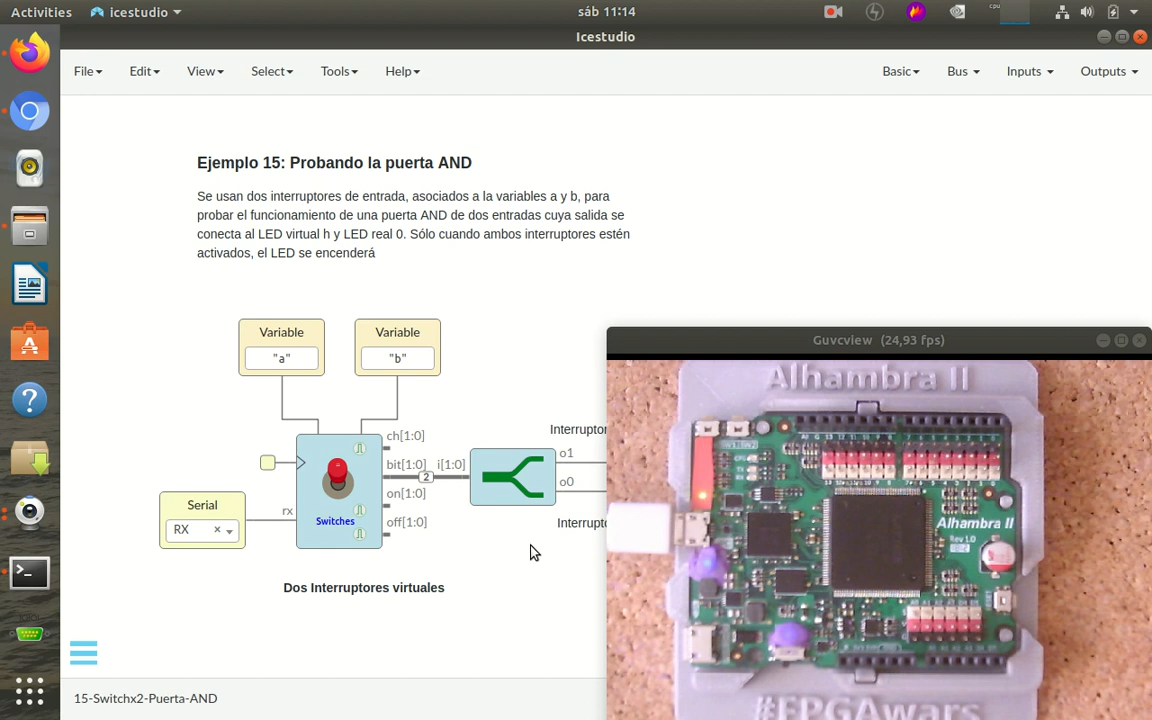 Activities
icestudio
sáb 11:14
cpu
Icestudio
File
Edit
View
Select
Tools
Help
Basic
Bus
Inputs
Outputs
Ejemplo 15: Probando la puerta AND
Se usan dos interruptores de entrada, asociados a la variables a y b, para
probar el funcionamiento de una puerta AND de dos entradas cuya salida se
conecta al LED virtual h y LED real 0. Sólo cuando ambos interruptores estén
activados, el LED se encenderá
Variable
"a"
Variable
"b"
ch[1:0]
bit[1:0]
2
i[1:0]
on[1:0]
off[1:0]
rx
Switches
Serial
RX
Interruptor
o1
o0
Interrupto
Dos Interruptores virtuales
15-Switchx2-Puerta-AND
Guvcview (24,93 fps)
Alhambra II
Alhambra II
Rev 1.0
#FPGAwars